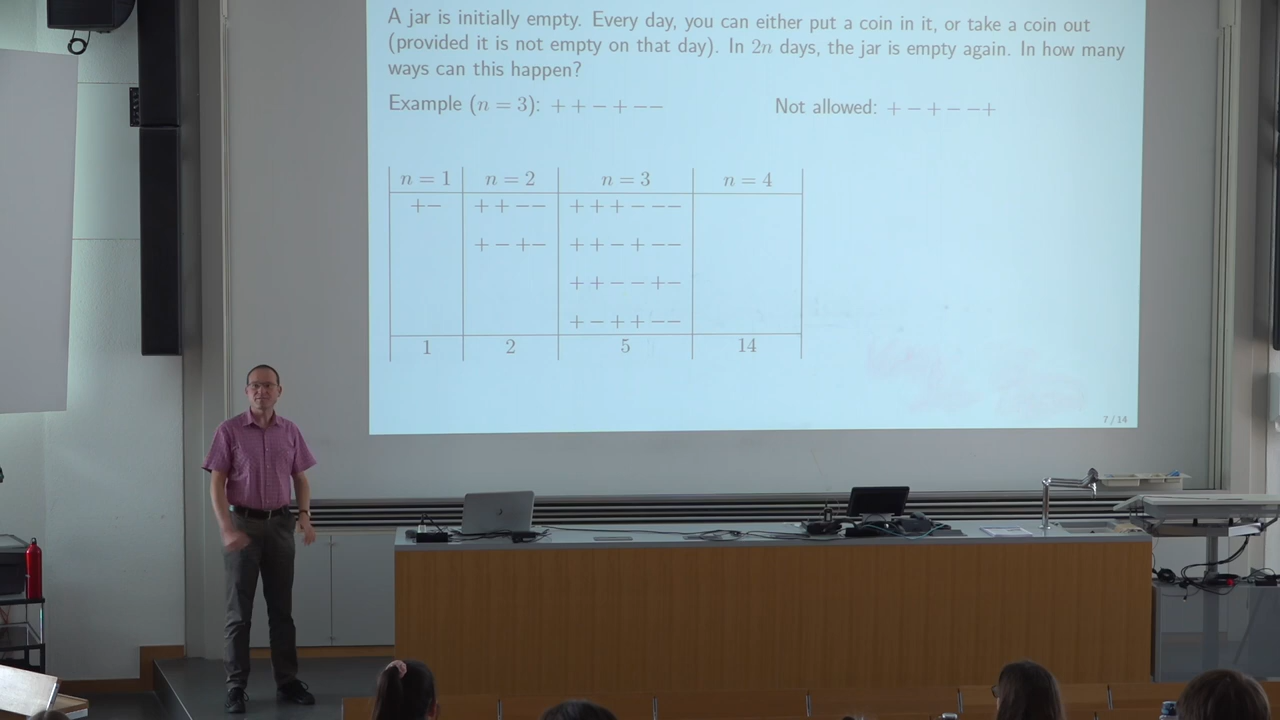 A jar is initially empty. Every day, you can either put a coin in it, or take a coin out
(provided it is not empty on that day). In 2n days, the jar is empty again. In how many
ways can this happen?
Example (n = 3): + + − + − − Not allowed: + − + − − +
n = 1 n = 2 n = 3 n = 4
+ − + + − − + + + − − −
+ − + − + + − + − −
+ + − − + −
+ − + + − −
1 2 5 14
7 / 14